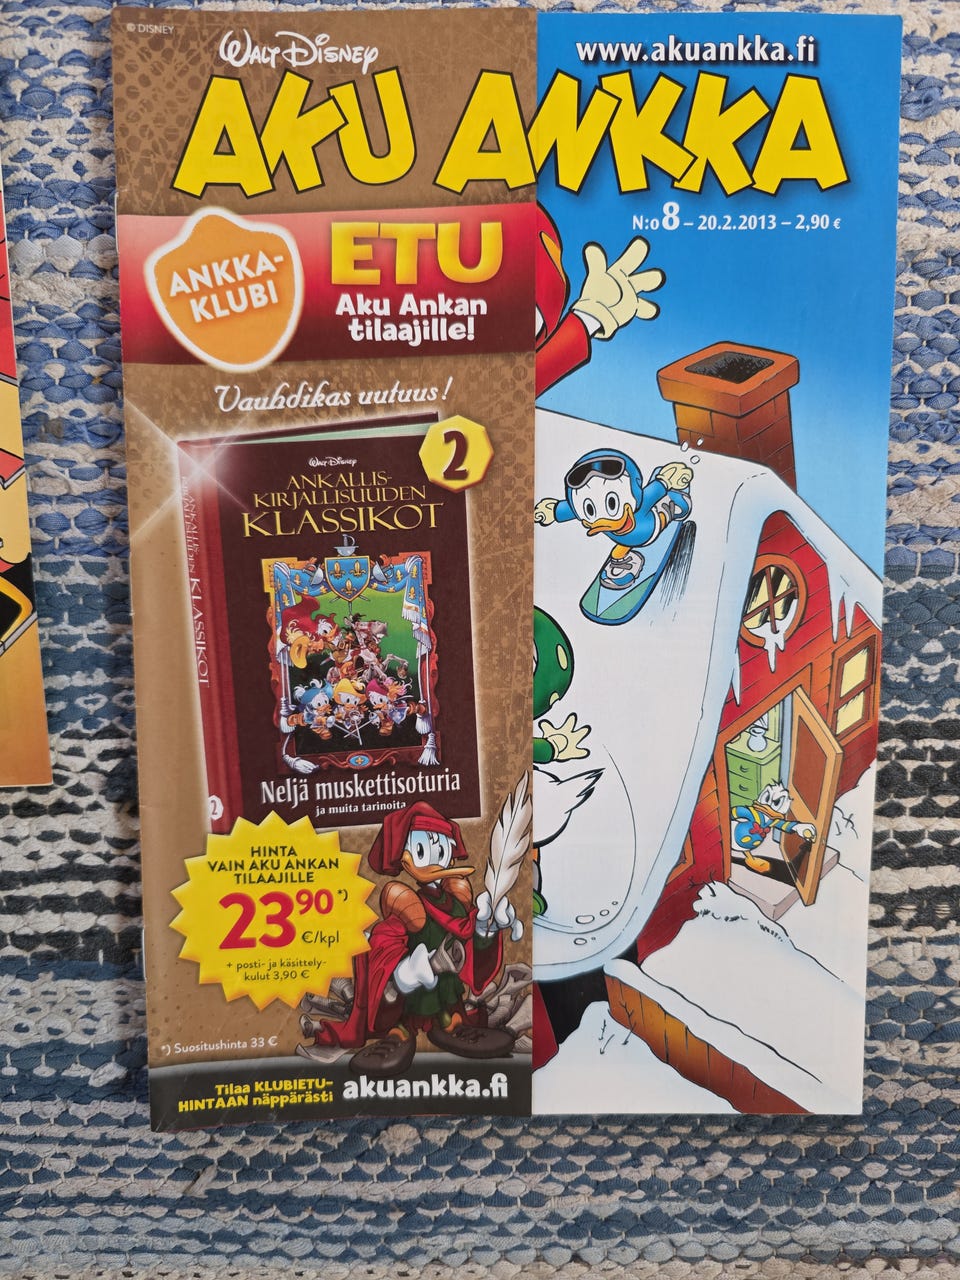 © DISNEY
WALT DISNEY
AKU ANKKA
www.akuankka.fi
N:o 8 – 20.2.2013 – 2,90 €
ANKKA-
KLUBI
ETU
Aku Ankan
tilaajille!
Vauhdikas uutuus!
2
WALT DISNEY
ANKALLIS-
KIRJALLISUUDEN
KLASSIKOT
Neljä muskettisoturia
ja muita tarinoita
2
HINTA
VAIN AKU ANKAN
TILAAJILLE
23 90 *)
€/kpl
+ posti- ja käsittely-
kulut 3,90 €
*) Suositushinta 33 €
Tilaa KLUBIETU-
HINTAAN näppärästi
akuankka.fi